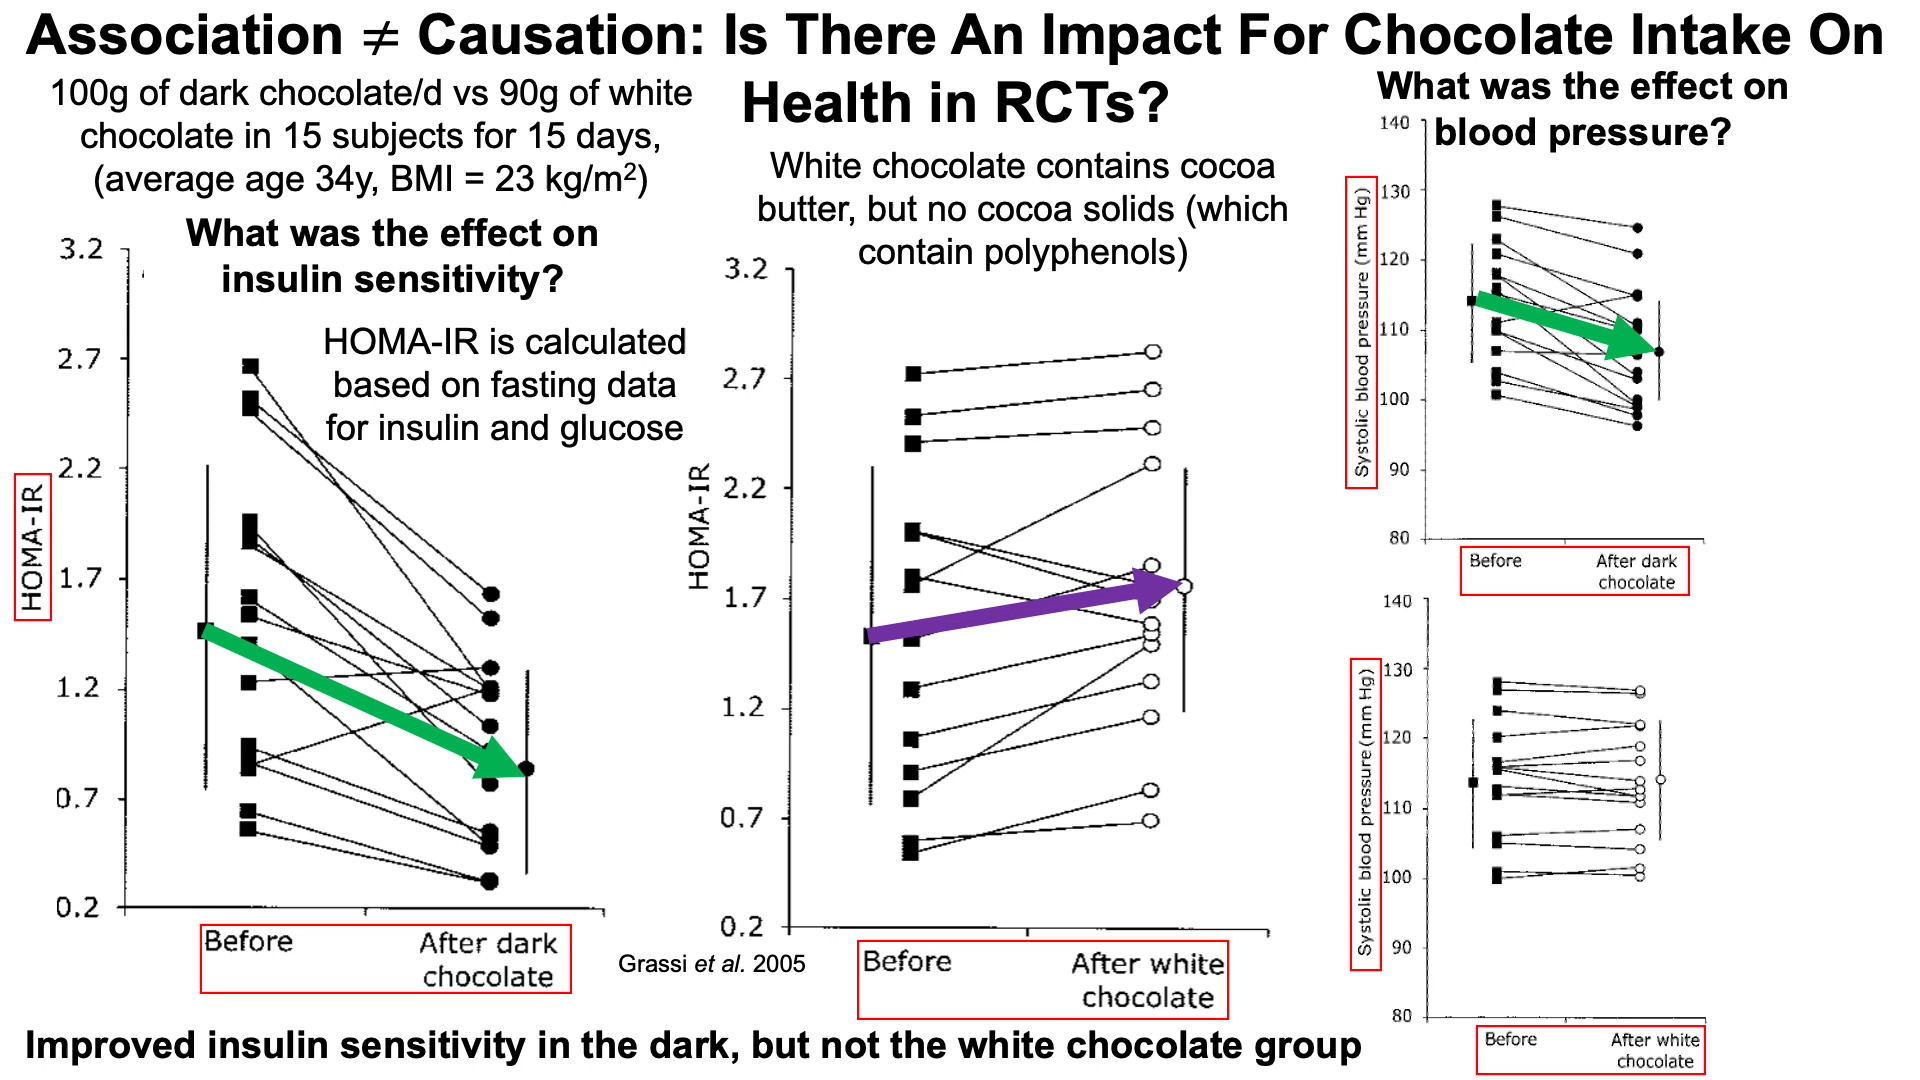 Association ≠ Causation: Is There An Impact For Chocolate Intake On
Health in RCTs?
100g of dark chocolate/d vs 90g of white
chocolate in 15 subjects for 15 days,
(average age 34y, BMI = 23 kg/m²)
What was the effect on
insulin sensitivity?
HOMA-IR is calculated
based on fasting data
for insulin and glucose
3.2
2.7
2.2
1.7
1.2
0.7
0.2
HOMA-IR
Before
After dark
chocolate
White chocolate contains cocoa
butter, but no cocoa solids (which
contain polyphenols)
3.2
2.7
2.2
1.7
1.2
0.7
0.2
HOMA-IR
Before
After white
chocolate
Grassi et al. 2005
What was the effect on
blood pressure?
140
130
120
110
100
90
80
Systolic blood pressure (mm Hg)
Before
After dark
chocolate
140
130
120
110
100
90
80
Systolic blood pressure (mm Hg)
Before
After white
chocolate
Improved insulin sensitivity in the dark, but not the white chocolate group